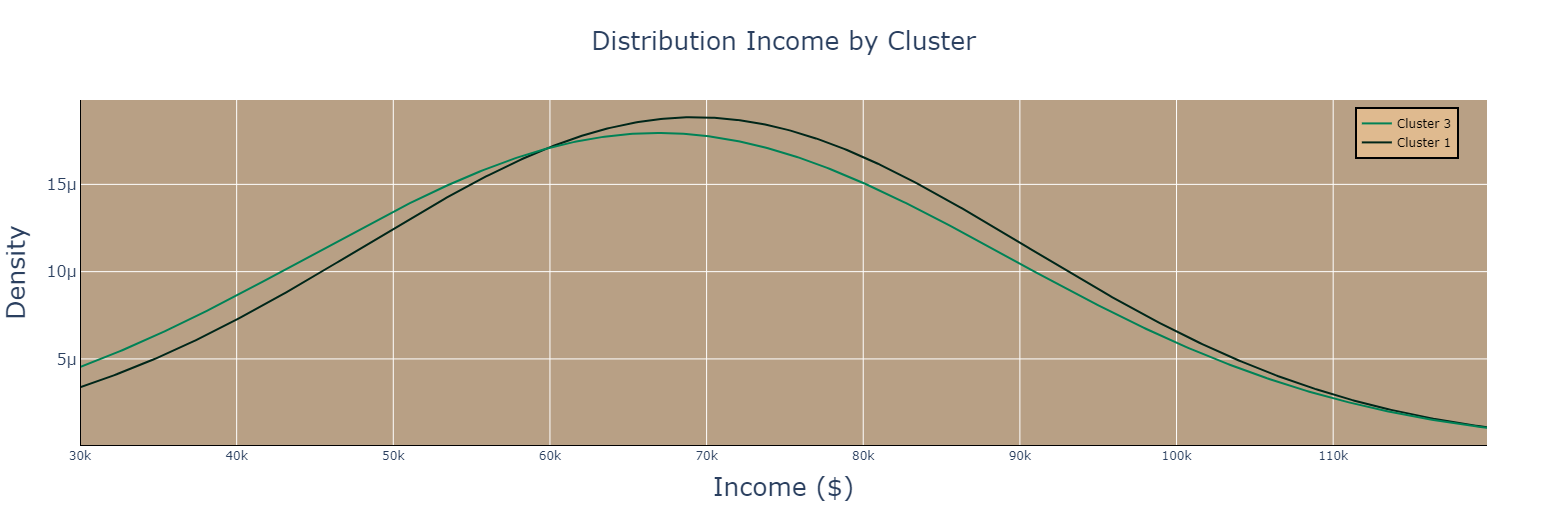 Distribution Income by Cluster
Cluster 3
Cluster 1
Density
15μ
10μ
5μ
30k 40k 50k 60k 70k 80k 90k 100k 110k
Income ($)